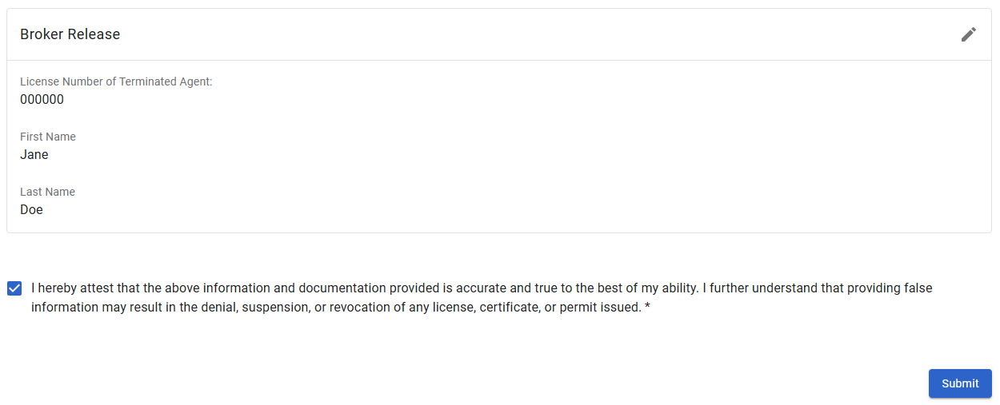 Broker Release
License Number of Terminated Agent:
000000
First Name
Jane
Last Name
Doe
I hereby attest that the above information and documentation provided is accurate and true to the best of my ability. I further understand that providing false
information may result in the denial, suspension, or revocation of any license, certificate, or permit issued. *
Submit